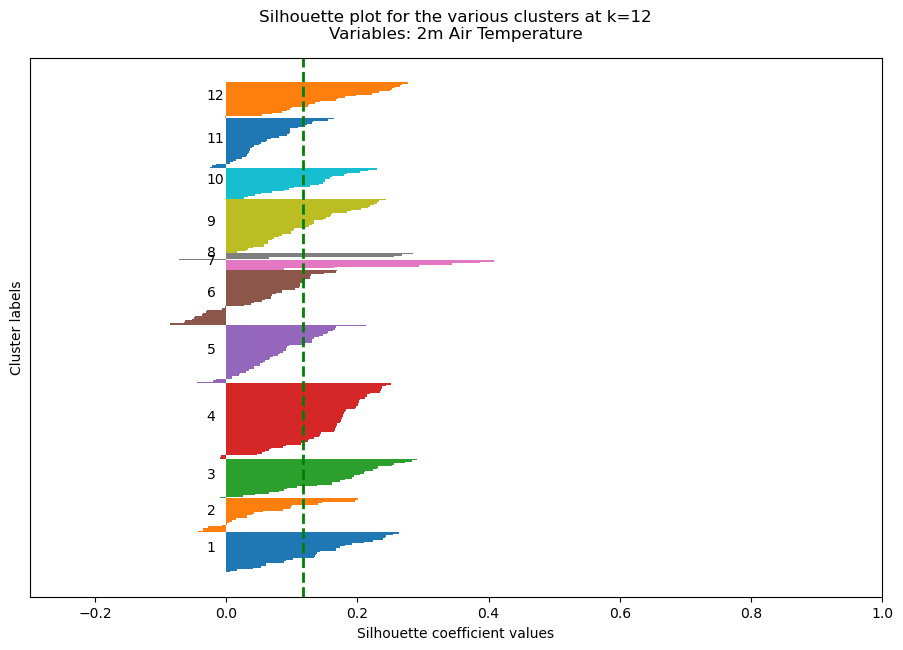 Silhouette plot for the various clusters at k=12
Variables: 2m Air Temperature
Cluster labels
12
11
10
9
8
7
6
5
4
3
2
1
−0.2 0.0 0.2 0.4 0.6 0.8 1.0
Silhouette coefficient values